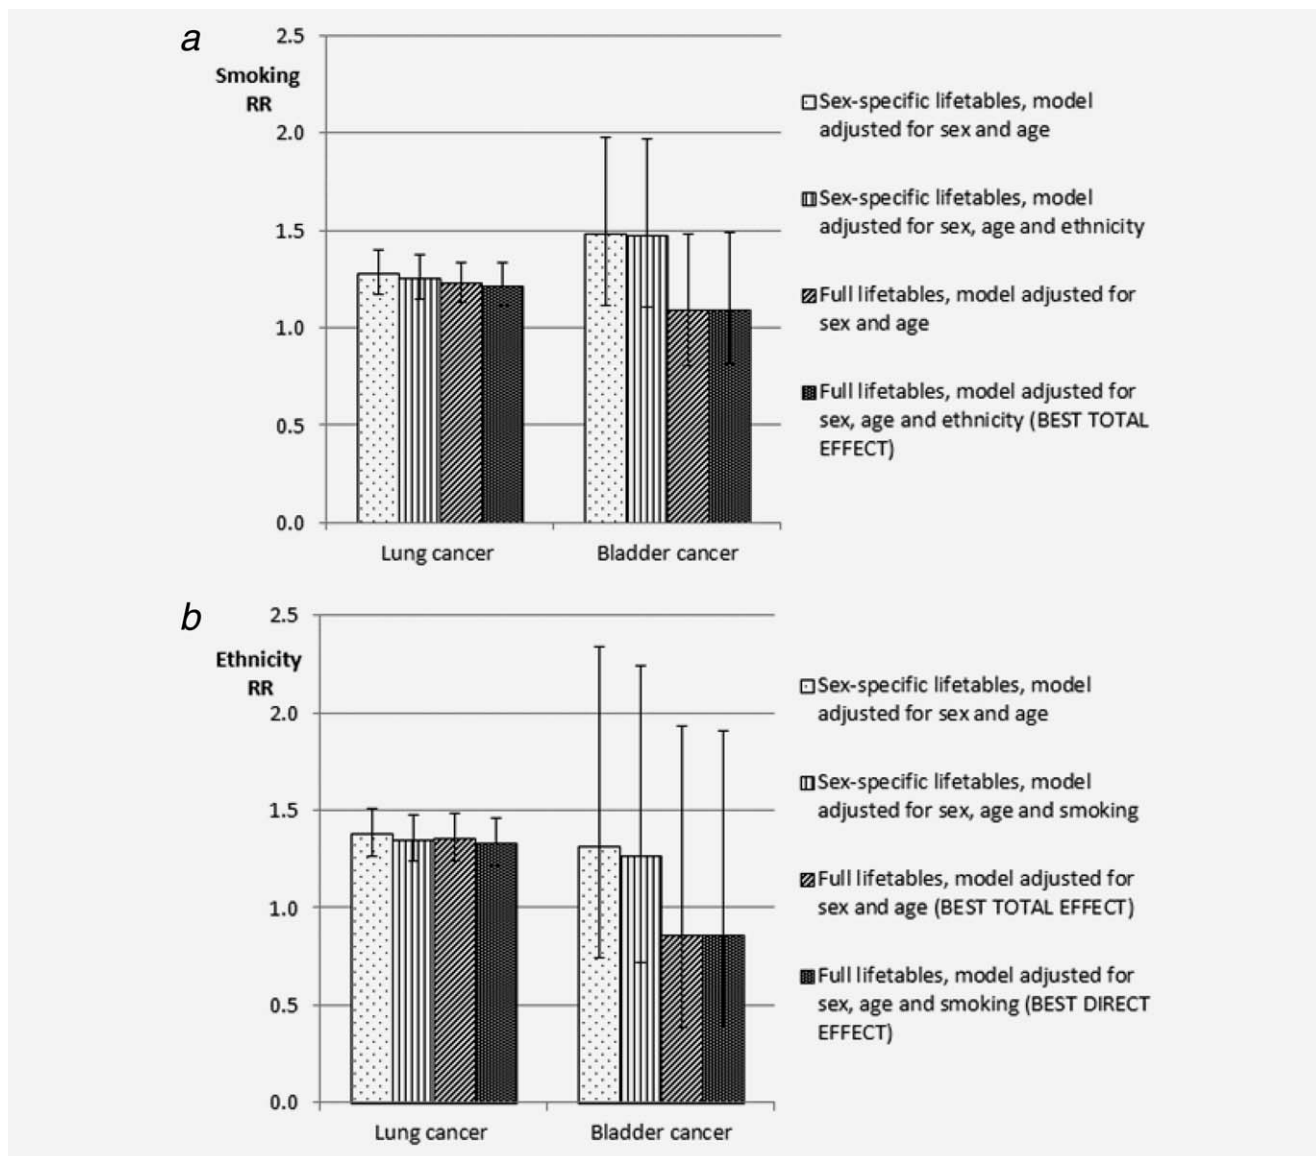 a
2.5
Smoking
RR
2.0
1.5
1.0
0.5
0.0
Lung cancer
Bladder cancer
Sex-specific lifetables, model
adjusted for sex and age
Sex-specific lifetables, model
adjusted for sex, age and ethnicity
Full lifetables, model adjusted for
sex and age
Full lifetables, model adjusted for
sex, age and ethnicity (BEST TOTAL
EFFECT)
b
2.5
Ethnicity
RR
2.0
1.5
1.0
0.5
0.0
Lung cancer
Bladder cancer
Sex-specific lifetables, model
adjusted for sex and age
Sex-specific lifetables, model
adjusted for sex, age and smoking
Full lifetables, model adjusted for
sex and age (BEST TOTAL EFFECT)
Full lifetables, model adjusted for
sex, age and smoking (BEST DIRECT
EFFECT)